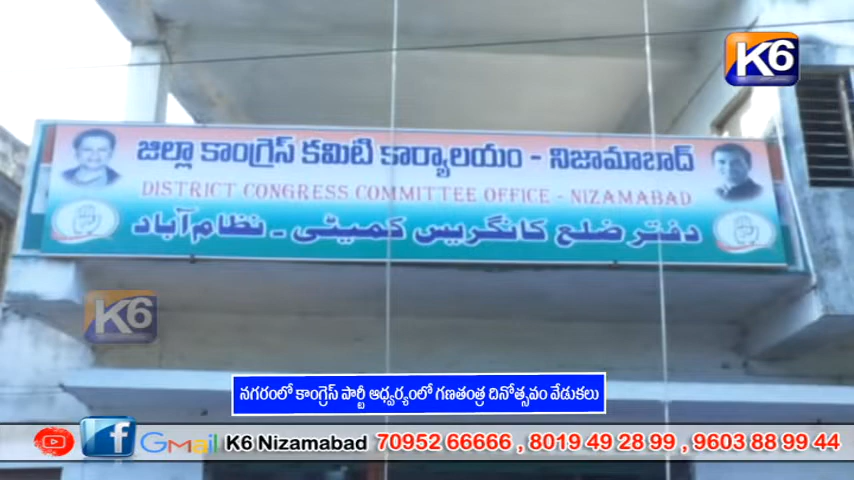 K6
జిల్లా కాంగ్రెస్ కమిటి కార్యాలయం - నిజామాబాద్
DISTRICT CONGRESS COMMITTEE OFFICE - NIZAMABAD
دفتر ضلع کانگریس کمیٹی ۔ نظام آباد
K6
నగరంలో కాంగ్రెస్ పార్టీ ఆధ్వర్యంలో గణతంత్ర దినోత్సవం వేడుకలు
f Gmail K6 Nizamabad 70952 66666 , 8019 49 28 99 , 9603 88 99 44